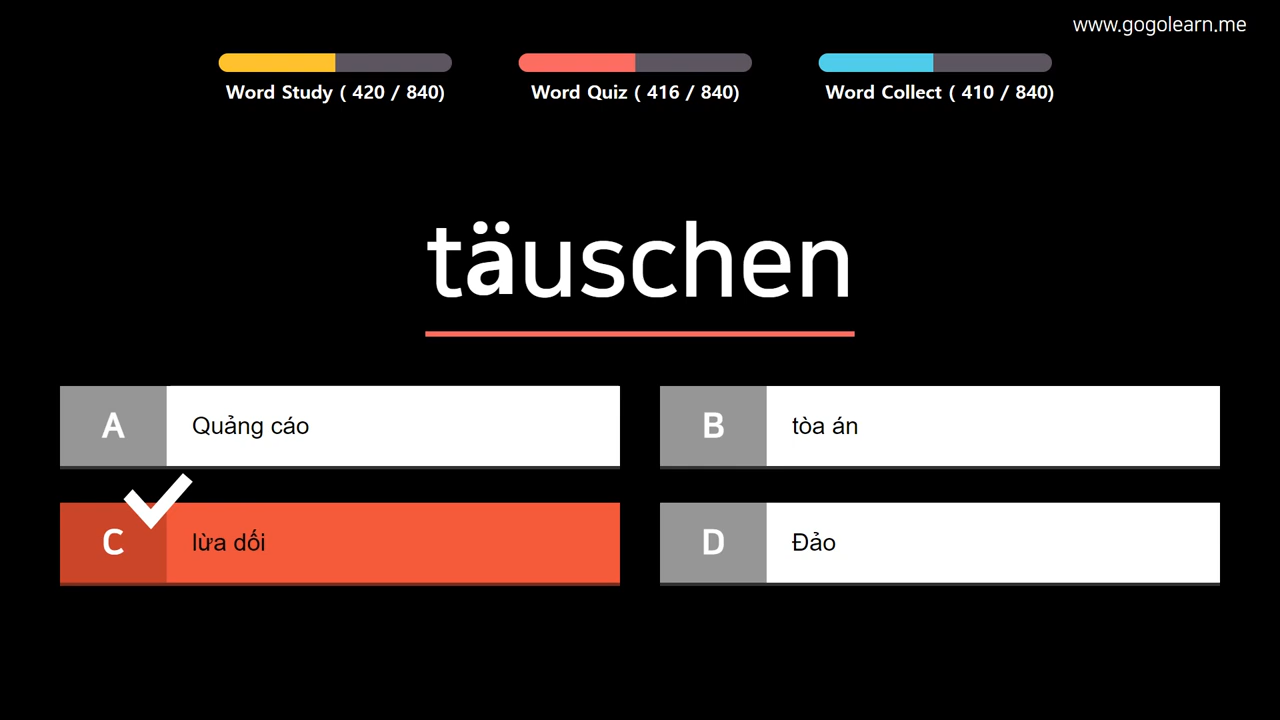 www.gogolearn.me
Word Study ( 420 / 840)
Word Quiz ( 416 / 840)
Word Collect ( 410 / 840)
täuschen
A Quảng cáo
B tòa án
C lừa dối
D Đảo